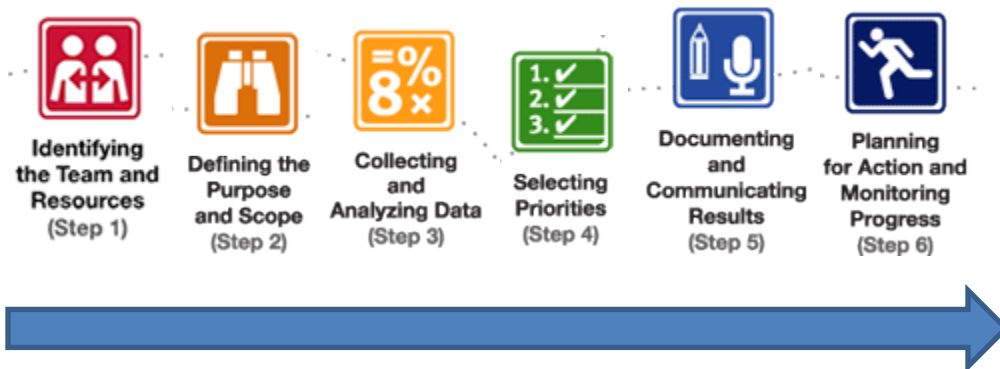 =%
8×
1. ✔
2. ✔
3. ✔
Identifying
the Team and
Resources
(Step 1)
Defining the
Purpose
and Scope
(Step 2)
Collecting
and
Analyzing Data
(Step 3)
Selecting
Priorities
(Step 4)
Documenting
and
Communicating
Results
(Step 5)
Planning
for Action and
Monitoring
Progress
(Step 6)